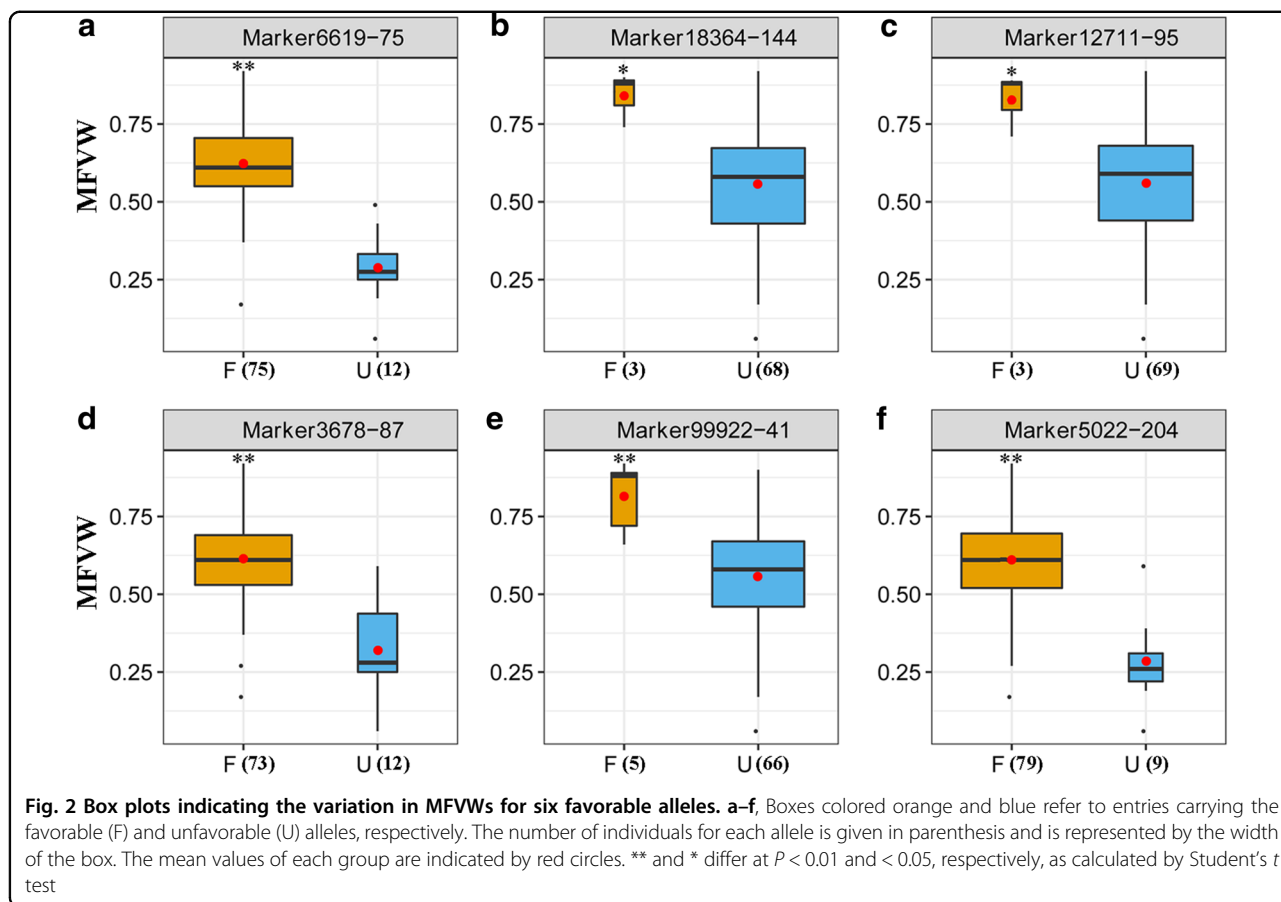 a b c
Marker6619−75 Marker18364−144 Marker12711−95
** * *
MFVW
0.75 0.75 0.75
0.50 0.50 0.50
0.25 0.25 0.25
F (75) U (12) F (3) U (68) F (3) U (69)
d e f
Marker3678−87 Marker99922−41 Marker5022−204
** ** **
MFVW
0.75 0.75 0.75
0.50 0.50 0.50
0.25 0.25 0.25
F (73) U (12) F (5) U (66) F (79) U (9)
Fig. 2 Box plots indicating the variation in MFVWs for six favorable alleles. a–f, Boxes colored orange and blue refer to entries carrying the
favorable (F) and unfavorable (U) alleles, respectively. The number of individuals for each allele is given in parenthesis and is represented by the width
of the box. The mean values of each group are indicated by red circles. ** and * differ at P < 0.01 and < 0.05, respectively, as calculated by Student's t
test